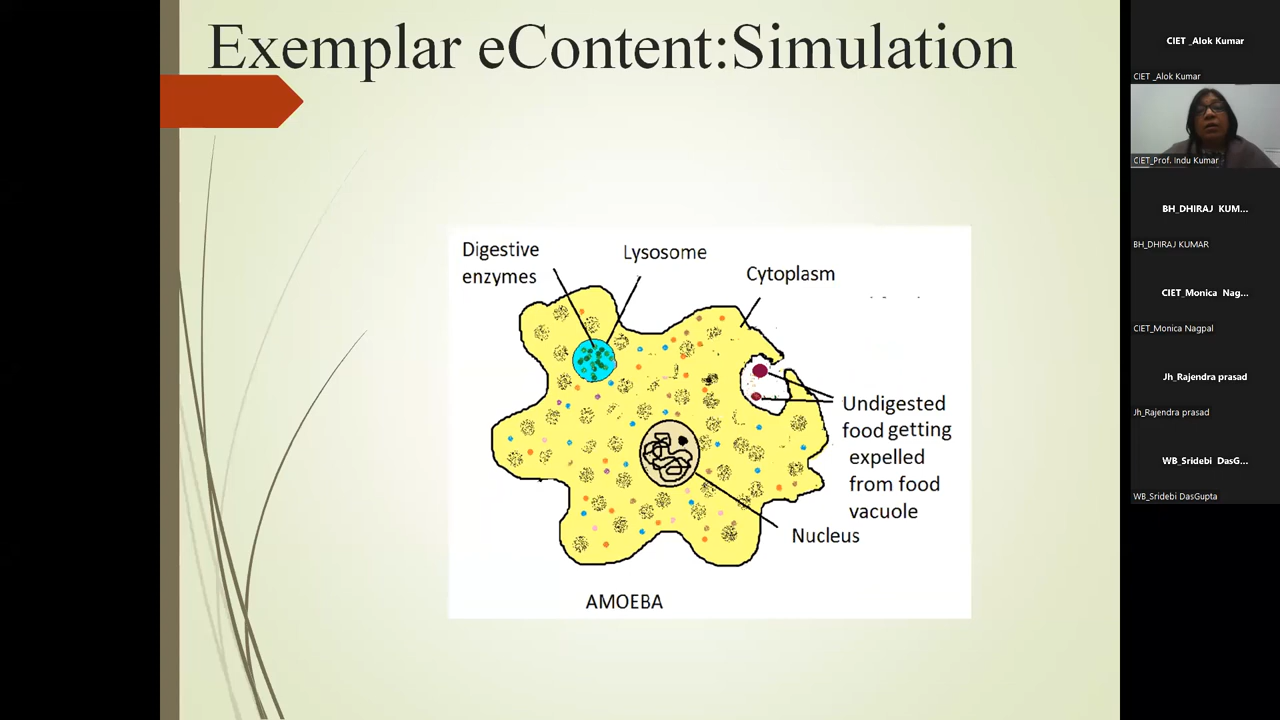 Exemplar eContent:Simulation
Digestive
enzymes
Lysosome
Cytoplasm
Undigested
food getting
expelled
from food
vacuole
Nucleus
AMOEBA
CIET _Alok Kumar
CIET _Alok Kumar
CIET_Prof. Indu Kumar
BH_DHIRAJ KUM...
BH_DHIRAJ KUMAR
CIET_Monica Nag...
CIET_Monica Nagpal
Jh_Rajendra prasad
Jh_Rajendra prasad
WB_Sridebi DasG...
WB_Sridebi DasGupta